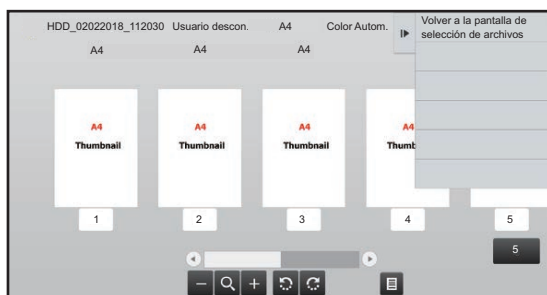 HDD_02022018_112030 Usuario descon. A4 Color Autom.
Volver a la pantalla de
selección de archivos
A4 A4 A4
A4 A4 A4 A4
Thumbnail Thumbnail Thumbnail Thumb
1 2 3 4 5
5